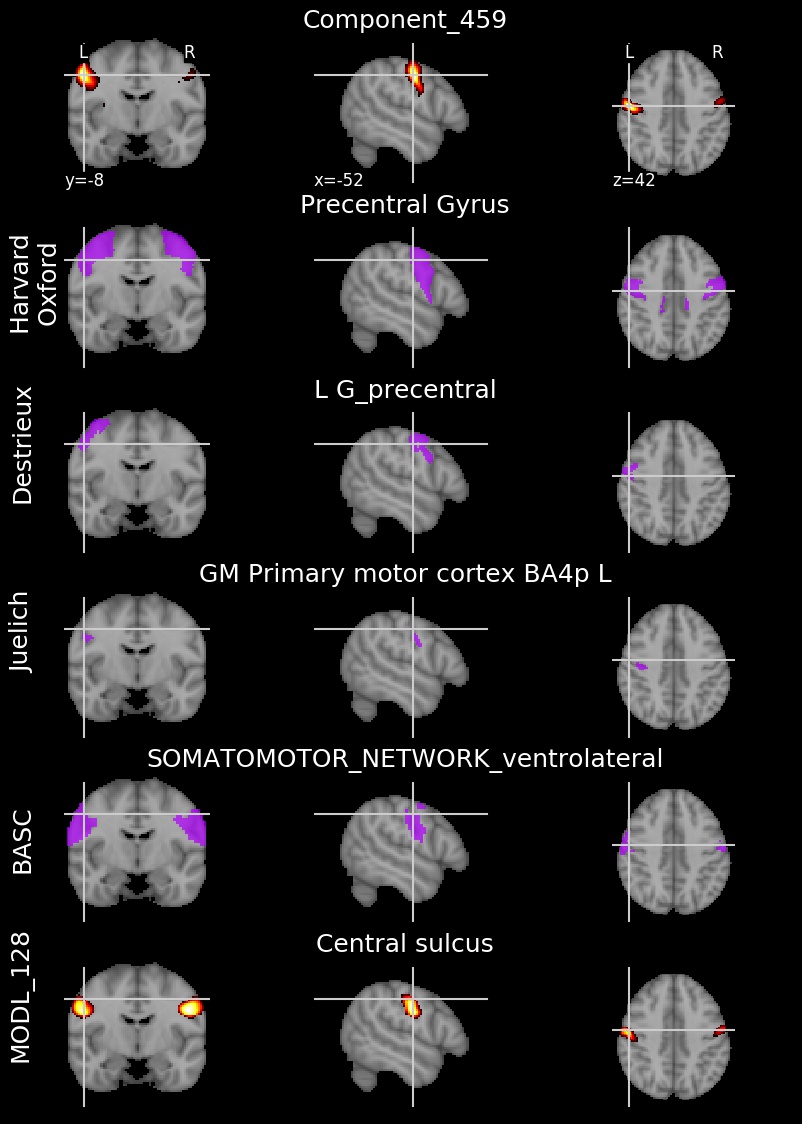 Component_459
L R L R
y=-8 x=-52 z=42
Precentral Gyrus
Harvard
Oxford
L G_precentral
Destrieux
GM Primary motor cortex BA4p L
Juelich
SOMATOMOTOR_NETWORK_ventrolateral
BASC
Central sulcus
MODL_128